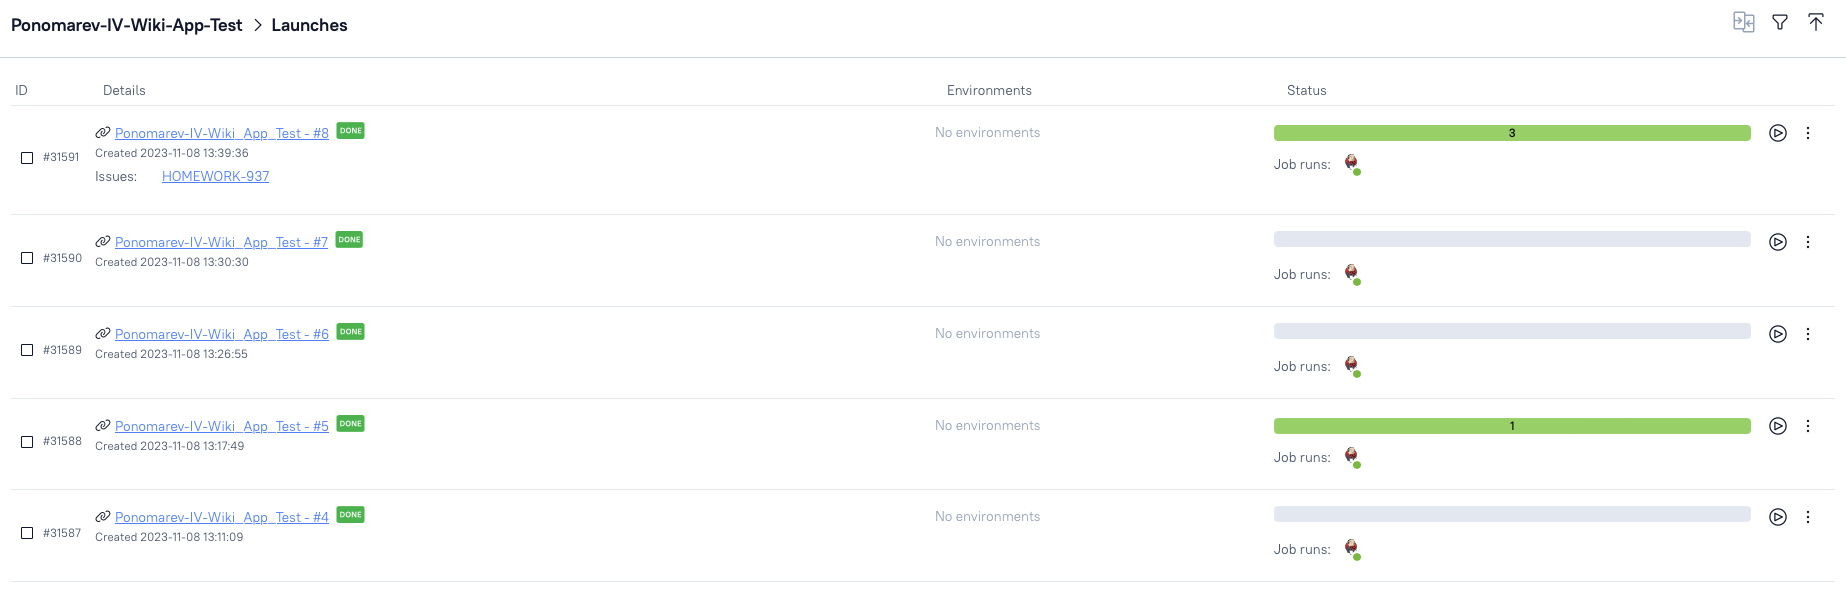 Ponomarev-IV-Wiki-App-Test > Launches
ID Details Environments Status
Ponomarev-IV-Wiki_App_Test - #8 DONE No environments 3
#31591 Created 2023-11-08 13:39:36 Job runs:
Issues: HOMEWORK-937
Ponomarev-IV-Wiki_App_Test - #7 DONE No environments
#31590 Created 2023-11-08 13:30:30 Job runs:
Ponomarev-IV-Wiki_App_Test - #6 DONE No environments
#31589 Created 2023-11-08 13:26:55 Job runs:
Ponomarev-IV-Wiki_App_Test - #5 DONE No environments 1
#31588 Created 2023-11-08 13:17:49 Job runs:
Ponomarev-IV-Wiki_App_Test - #4 DONE No environments
#31587 Created 2023-11-08 13:11:09 Job runs: